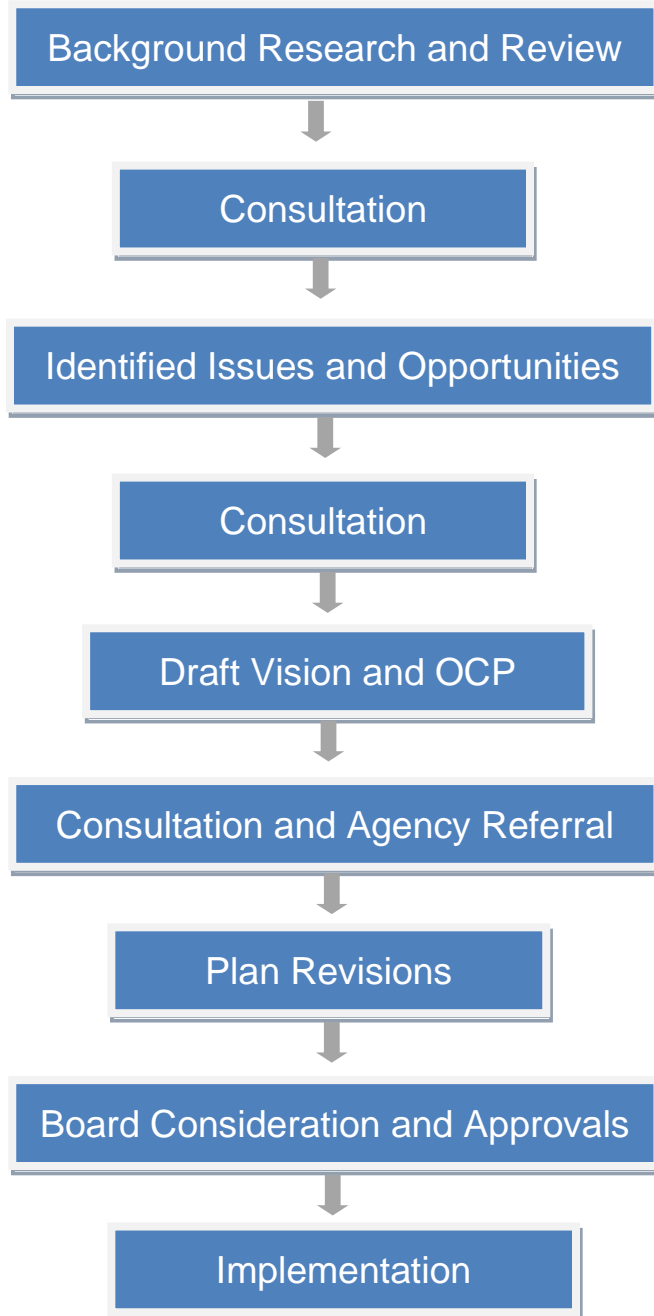 Background Research and Review
Consultation
Identified Issues and Opportunities
Consultation
Draft Vision and OCP
Consultation and Agency Referral
Plan Revisions
Board Consideration and Approvals
Implementation